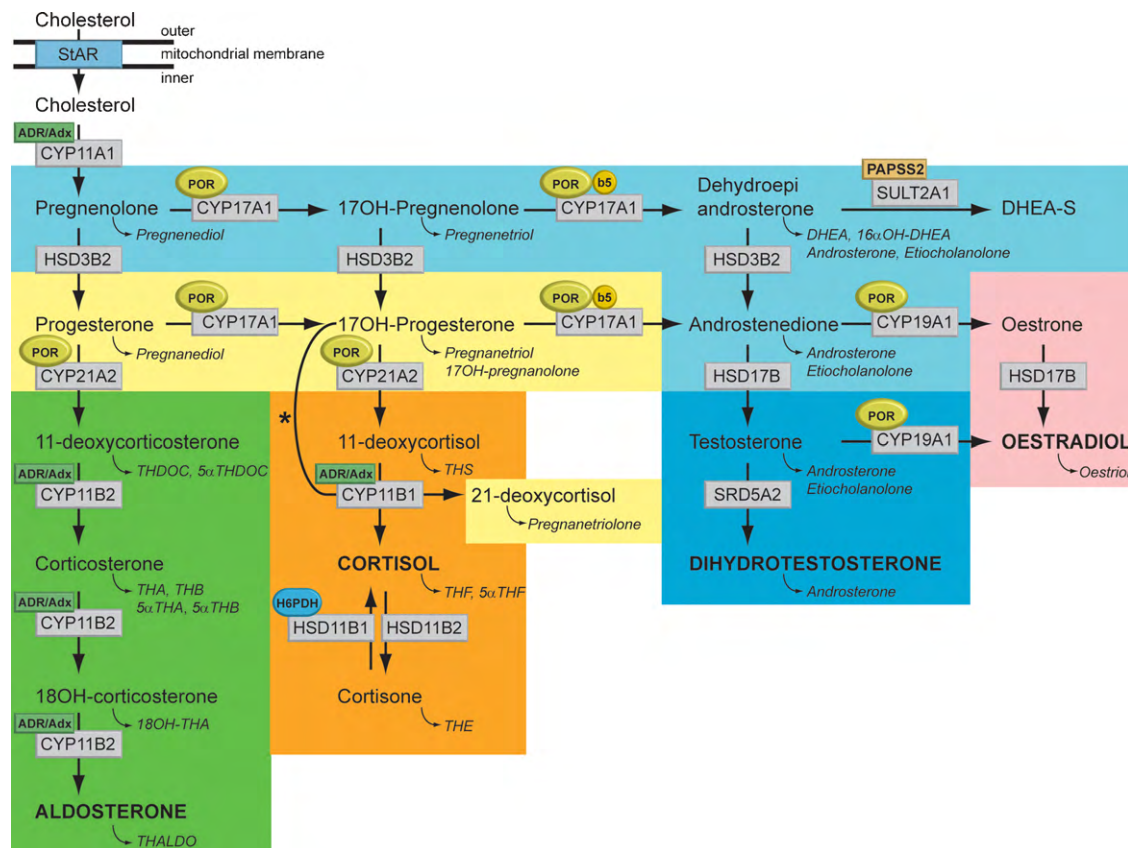 Cholesterol
outer
StAR
mitochondrial membrane
inner
Cholesterol
ADR/Adx
CYP11A1
POR
CYP17A1
POR
b5
CYP17A1
PAPSS2
SULT2A1
Pregnenolone
17OH-Pregnenolone
Dehydroepi
androsterone
DHEA-S
Pregnenediol
Pregnenetriol
DHEA, 16αOH-DHEA
Androsterone, Etiocholanolone
HSD3B2
HSD3B2
HSD3B2
POR
CYP17A1
POR
b5
CYP17A1
POR
CYP19A1
Progesterone
17OH-Progesterone
Androstenedione
Oestrone
Pregnanediol
Pregnanetriol
17OH-pregnanolone
Androsterone
Etiocholanolone
POR
CYP21A2
POR
CYP21A2
HSD17B
HSD17B
*
POR
CYP19A1
11-deoxycorticosterone
11-deoxycortisol
Testosterone
OESTRADIOL
THDOC, 5αTHDOC
THS
Androsterone
Etiocholanolone
Oestriol
ADR/Adx
CYP11B2
ADR/Adx
CYP11B1
21-deoxycortisol
Pregnanetriolone
SRD5A2
Corticosterone
CORTISOL
DIHYDROTESTOSTERONE
THA, THB
5αTHA, 5αTHB
THF, 5αTHF
Androsterone
ADR/Adx
CYP11B2
H6PDH
HSD11B1
HSD11B2
18OH-corticosterone
Cortisone
18OH-THA
THE
ADR/Adx
CYP11B2
ALDOSTERONE
THALDO